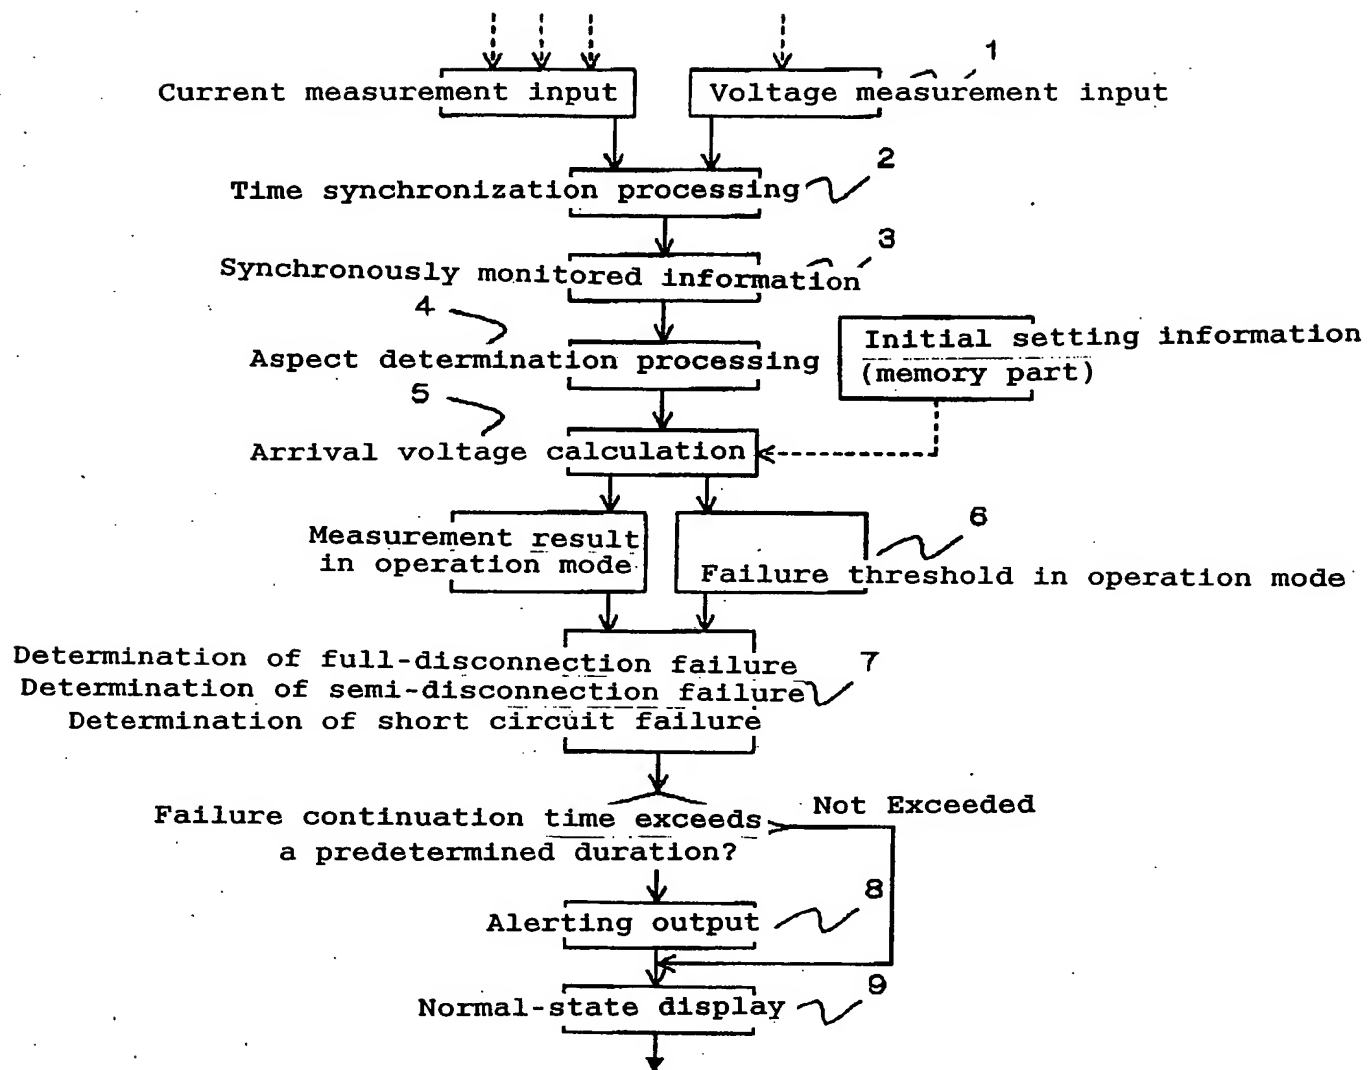 1
Current measurement input
Voltage measurement input
2
Time synchronization processing
3
Synchronously monitored information
4
Aspect determination processing
Initial setting information
(memory part)
5
Arrival voltage calculation
6
Measurement result
in operation mode
Failure threshold in operation mode
Determination of full-disconnection failure
7
Determination of semi-disconnection failure
Determination of short circuit failure
Not Exceeded
Failure continuation time exceeds
a predetermined duration?
8
Alerting output
9
Normal-state display